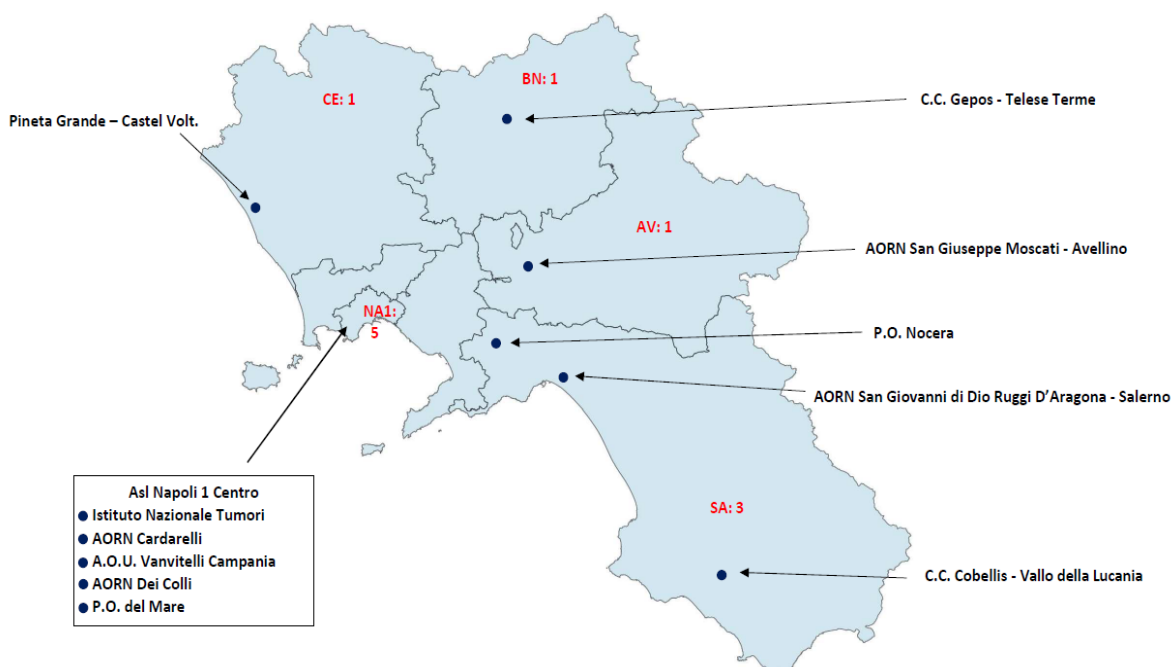 BN: 1
CE: 1
C.C. Gepos - Telese Terme
Pineta Grande – Castel Volt.
AV: 1
AORN San Giuseppe Moscati - Avellino
NA1:
5
P.O. Nocera
AORN San Giovanni di Dio Ruggi D’Aragona - Salerno
Asl Napoli 1 Centro
Istituto Nazionale Tumori
AORN Cardarelli
A.O.U. Vanvitelli Campania
AORN Dei Colli
P.O. del Mare
SA: 3
C.C. Cobellis - Vallo della Lucania